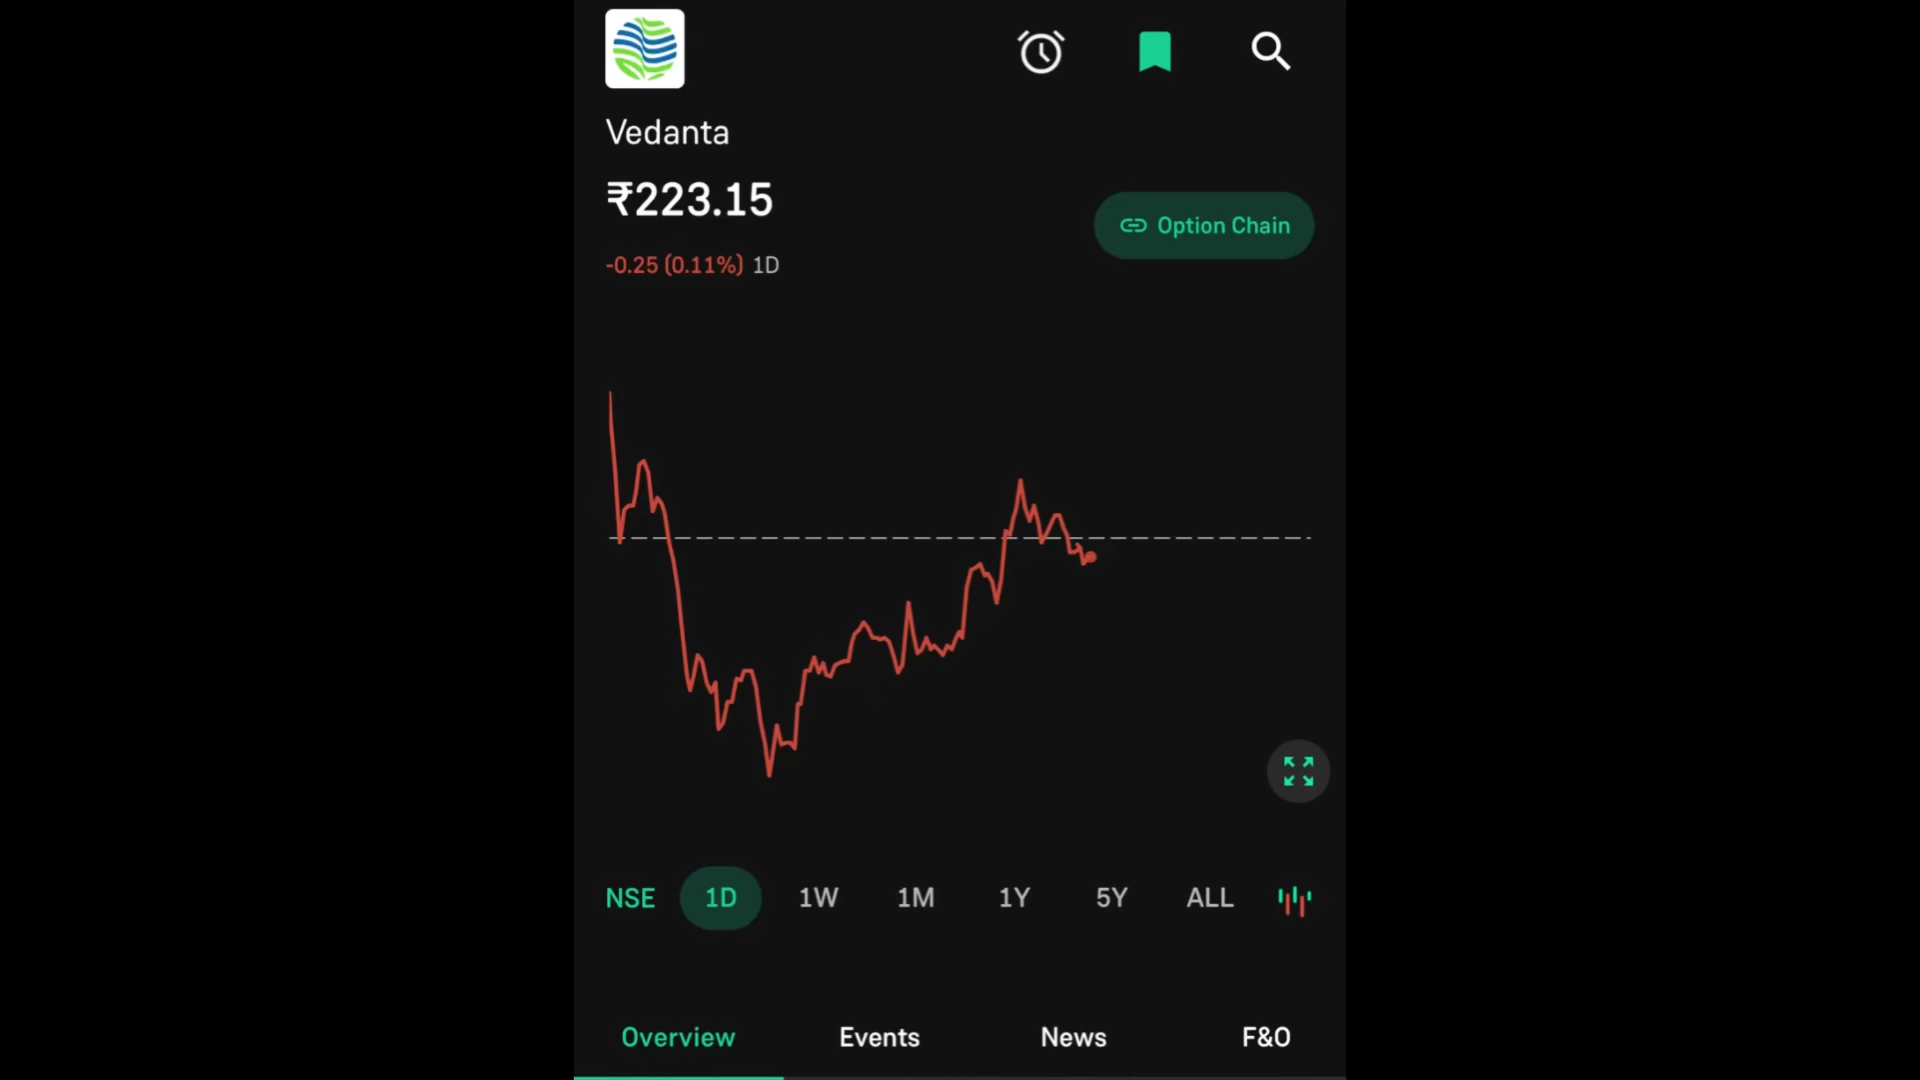 Vedanta
₹223.15
Option Chain
-0.25 (0.11%) 1D
NSE 1D 1W 1M 1Y 5Y ALL
Overview Events News F&O